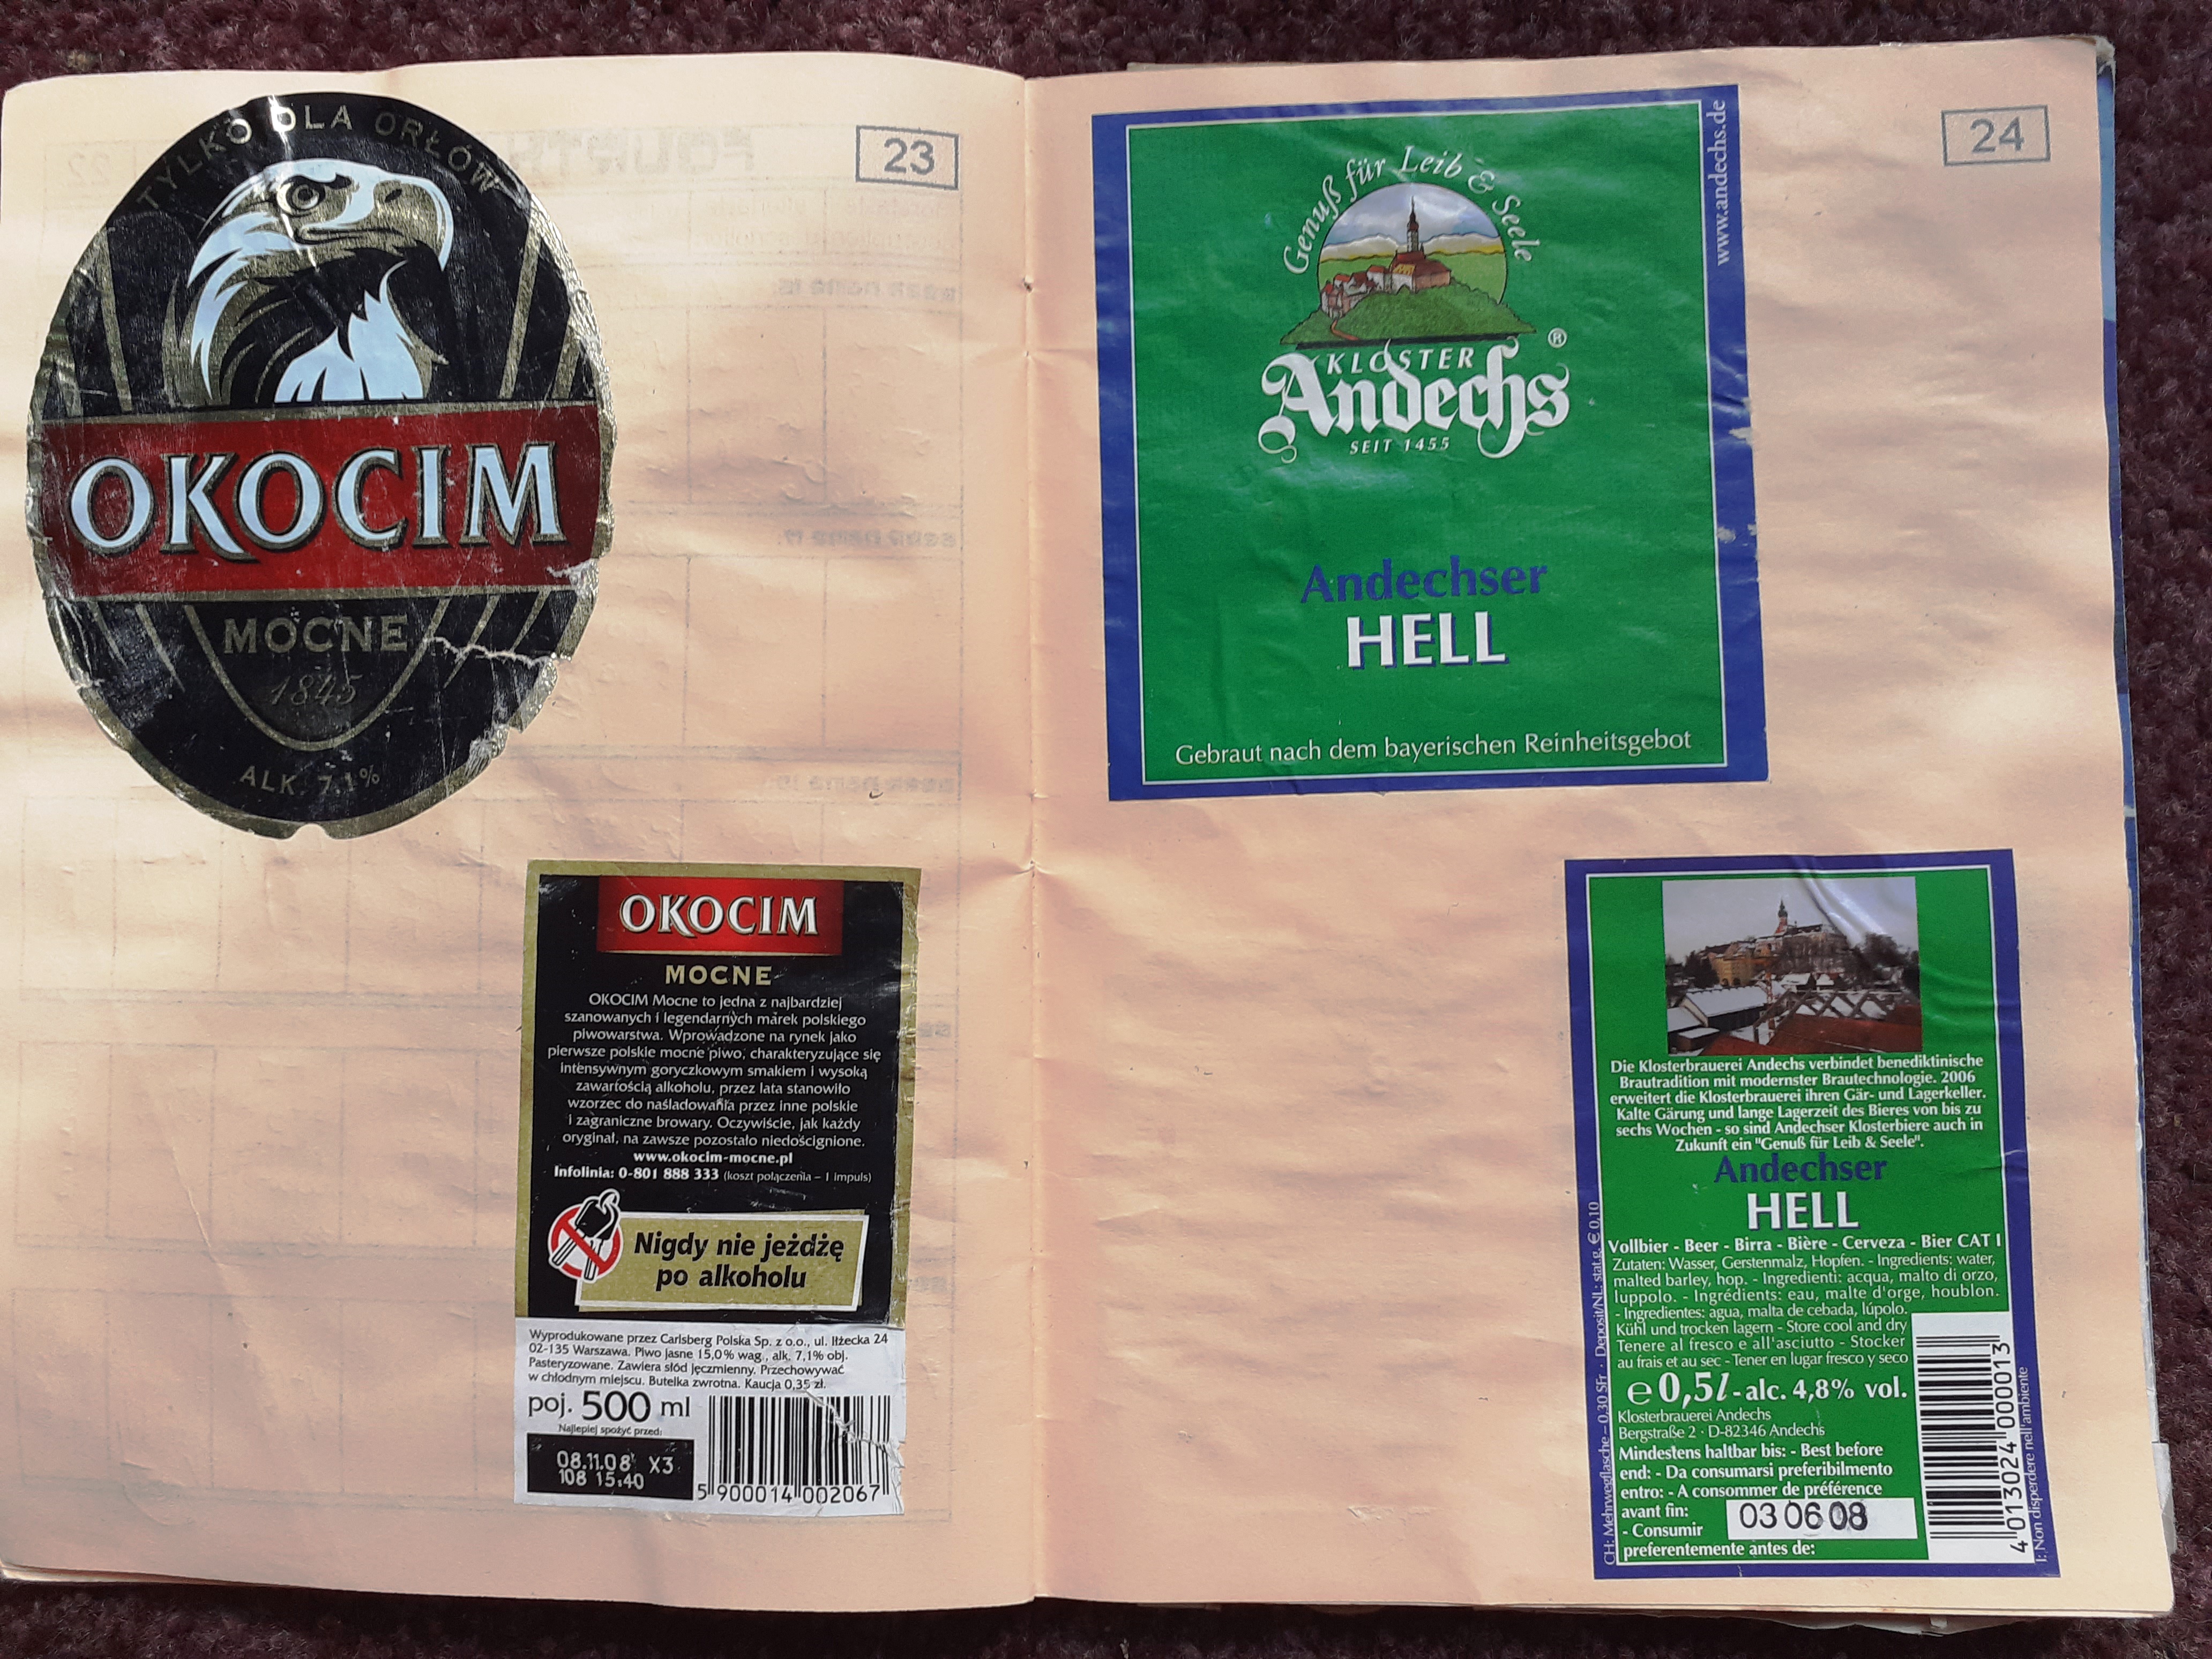 23
TYLKO DLA ORŁÓW
OKOCIM
MOCNE
1845
ALK. 7,1%
OKOCIM
MOCNE
OKOCIM Mocne to jedna z najbardziej
szanowanych i legendarnych marek polskiego
piwowarstwa. Wprowadzone na rynek jako
pierwsze polskie mocne piwo, charakteryzujące się
intensywnym goryczkowym smakiem i wysoką
zawartością alkoholu, przez lata stanowiło
wzorzec do naśladowania przez inne polskie
i zagraniczne browary. Oczywiście, jak każdy
oryginał, na zawsze pozostało niedoścignione.
www.okocim-mocne.pl
Infolinia: 0-801 888 333 (koszt połączenia – 1 impuls)
Nigdy nie jeżdżę
po alkoholu
Wyprodukowane przez Carlsberg Polska Sp. z o.o., ul. Iłżecka 24
02-135 Warszawa. Piwo jasne 15,0% wag., alk. 7,1% obj.
Pasteryzowane. Zawiera słód jęczmienny. Przechowywać
w chłodnym miejscu. Butelka zwrotna. Kaucja 0,35 zł.
poj. 500 ml
Najlepiej spożyć przed:
08.11.08 X3
108 15:40
5 900014 002067
24
www.andechs.de
Genuß für Leib & Seele
KLOSTER
Andechs ®
SEIT 1455
Andechser
HELL
Gebraut nach dem bayerischen Reinheitsgebot
Die Klosterbrauerei Andechs verbindet benediktinische
Brautradition mit modernster Brautechnologie. 2006
erweitert die Klosterbrauerei ihren Gär- und Lagerkeller.
Kalte Gärung und lange Lagerzeit des Bieres von bis zu
sechs Wochen - so sind Andechser Klosterbiere auch in
Zukunft ein "Genuß für Leib & Seele".
Andechser
HELL
Vollbier - Beer - Birra - Bière - Cerveza - Bier CAT I
Zutaten: Wasser, Gerstenmalz, Hopfen. - Ingredients: water,
malted barley, hop. - Ingredienti: acqua, malto di orzo,
luppolo. - Ingrédients: eau, malte d'orge, houblon.
- Ingredientes: agua, malta de cebada, lúpolo.
Kühl und trocken lagern - Store cool and dry
Tenere al fresco e all'asciutto - Stocker
au frais et au sec - Tener en lugar fresco y seco
e 0,5l - alc. 4,8% vol.
Klosterbrauerei Andechs
Bergstraße 2 · D-82346 Andechs
Mindestens haltbar bis: - Best before
end: - Da consumarsi preferibilmento
entro: - A consommer de préférence
avant fin:
- Consumir
03 06 08
preferentemente antes de:
CH: Mehrwegflasche – 0,30 SFr · Deposit/NL: stat.g. € 0,10
4 013024 000013
I: Non disperdere nell'ambiente